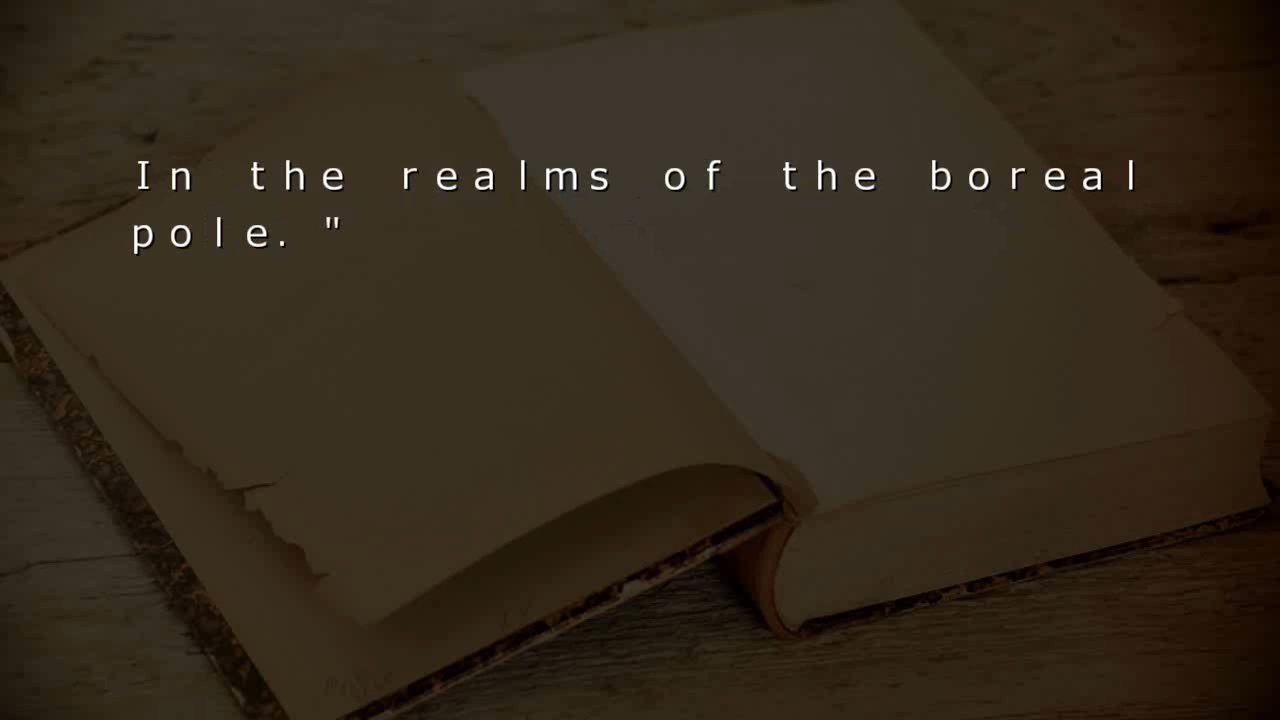 In the realms of the boreal
pole. "